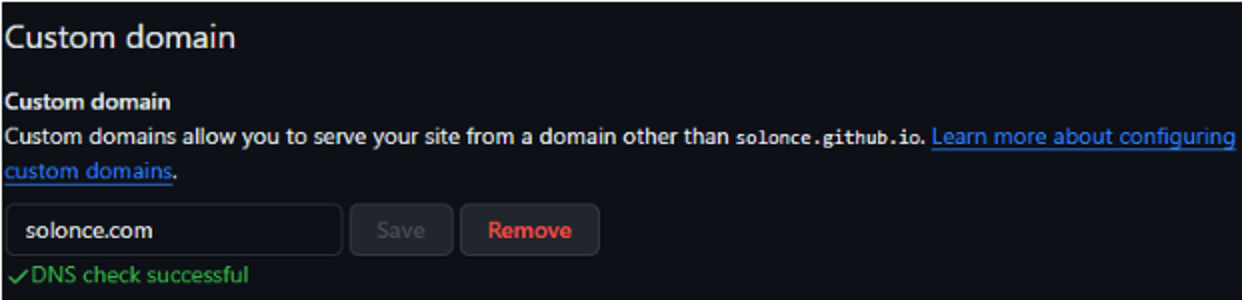 Custom domain
Custom domain
Custom domains allow you to serve your site from a domain other than solonce.github.io. Learn more about configuring
custom domains.
solonce.com Save Remove
✓DNS check successful